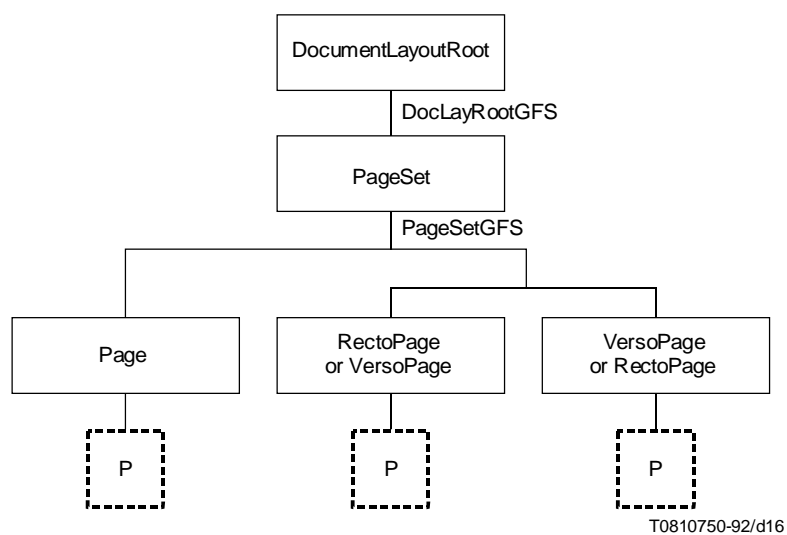 DocumentLayoutRoot
DocLayRootGFS
PageSet
PageSetGFS
Page
RectoPage
or VersoPage
VersoPage
or RectoPage
P
P
P
T0810750-92/d16